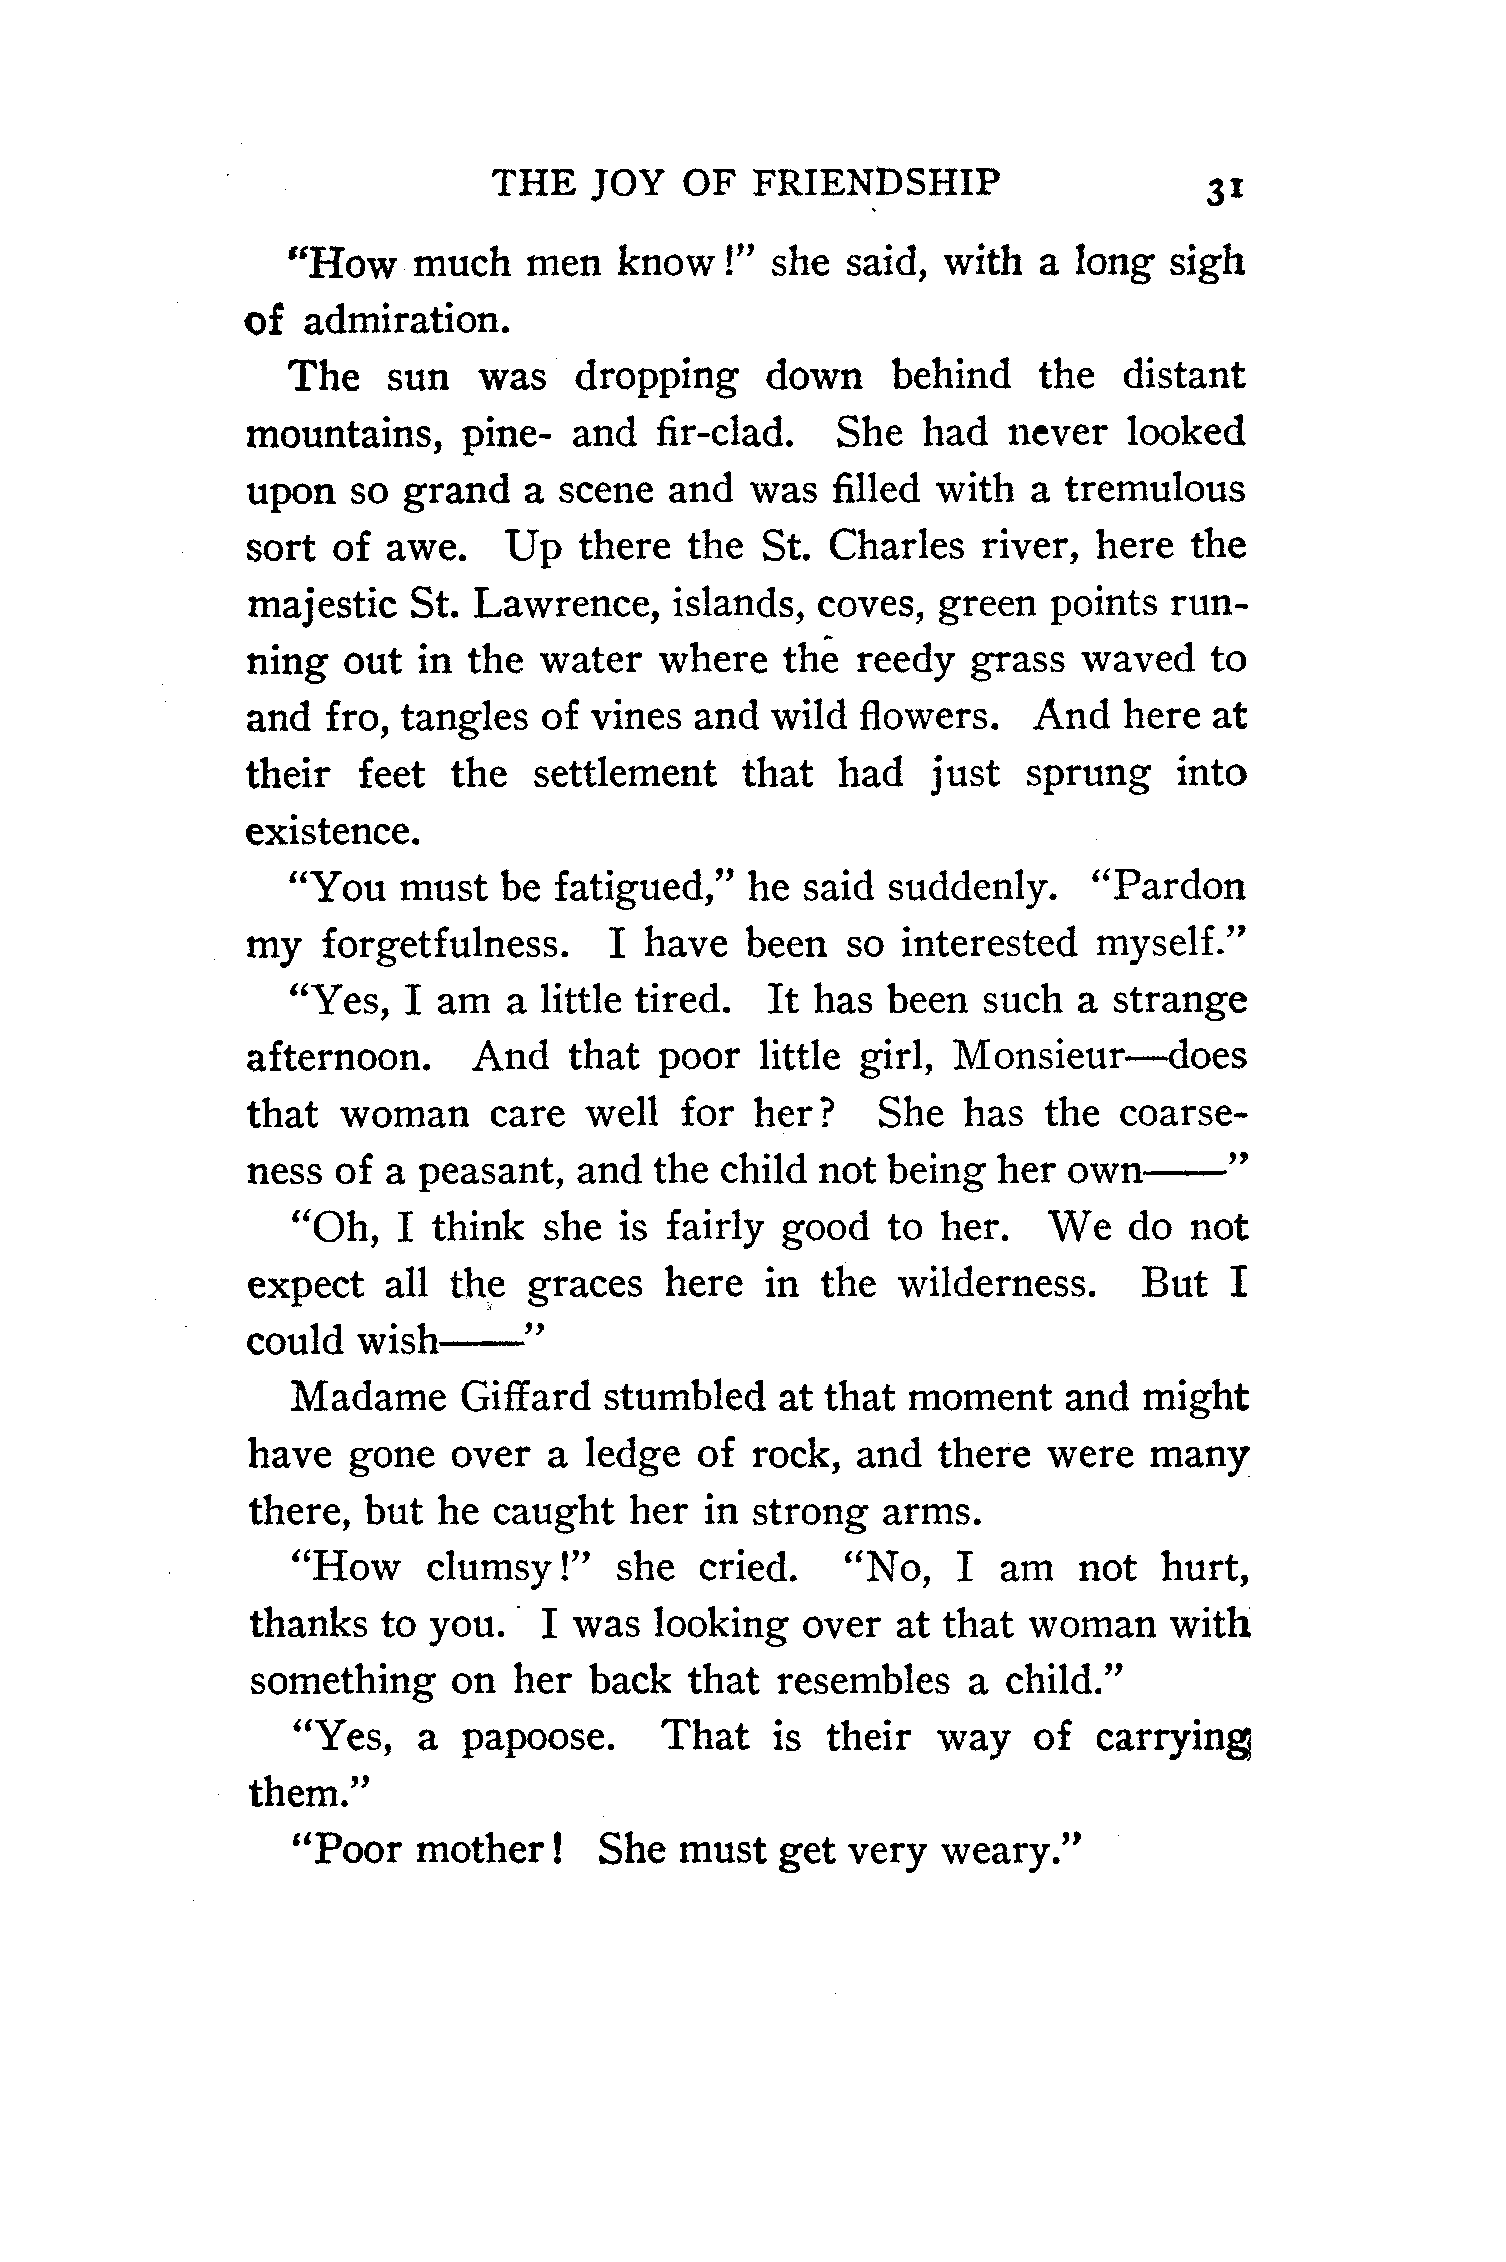 THE JOY OF FRIENDSHIP 31
"How much men know!" she said, with a long sigh
of admiration.
The sun was dropping down behind the distant
mountains, pine- and fir-clad. She had never looked
upon so grand a scene and was filled with a tremulous
sort of awe. Up there the St. Charles river, here the
majestic St. Lawrence, islands, coves, green points run-
ning out in the water where the reedy grass waved to
and fro, tangles of vines and wild flowers. And here at
their feet the settlement that had just sprung into
existence.
"You must be fatigued," he said suddenly. "Pardon
my forgetfulness. I have been so interested myself."
"Yes, I am a little tired. It has been such a strange
afternoon. And that poor little girl, Monsieur—does
that woman care well for her? She has the coarse-
ness of a peasant, and the child not being her own——"
"Oh, I think she is fairly good to her. We do not
expect all the graces here in the wilderness. But I
could wish——"
Madame Giffard stumbled at that moment and might
have gone over a ledge of rock, and there were many
there, but he caught her in strong arms.
"How clumsy!" she cried. "No, I am not hurt,
thanks to you. I was looking over at that woman with
something on her back that resembles a child."
"Yes, a papoose. That is their way of carrying
them."
"Poor mother! She must get very weary."